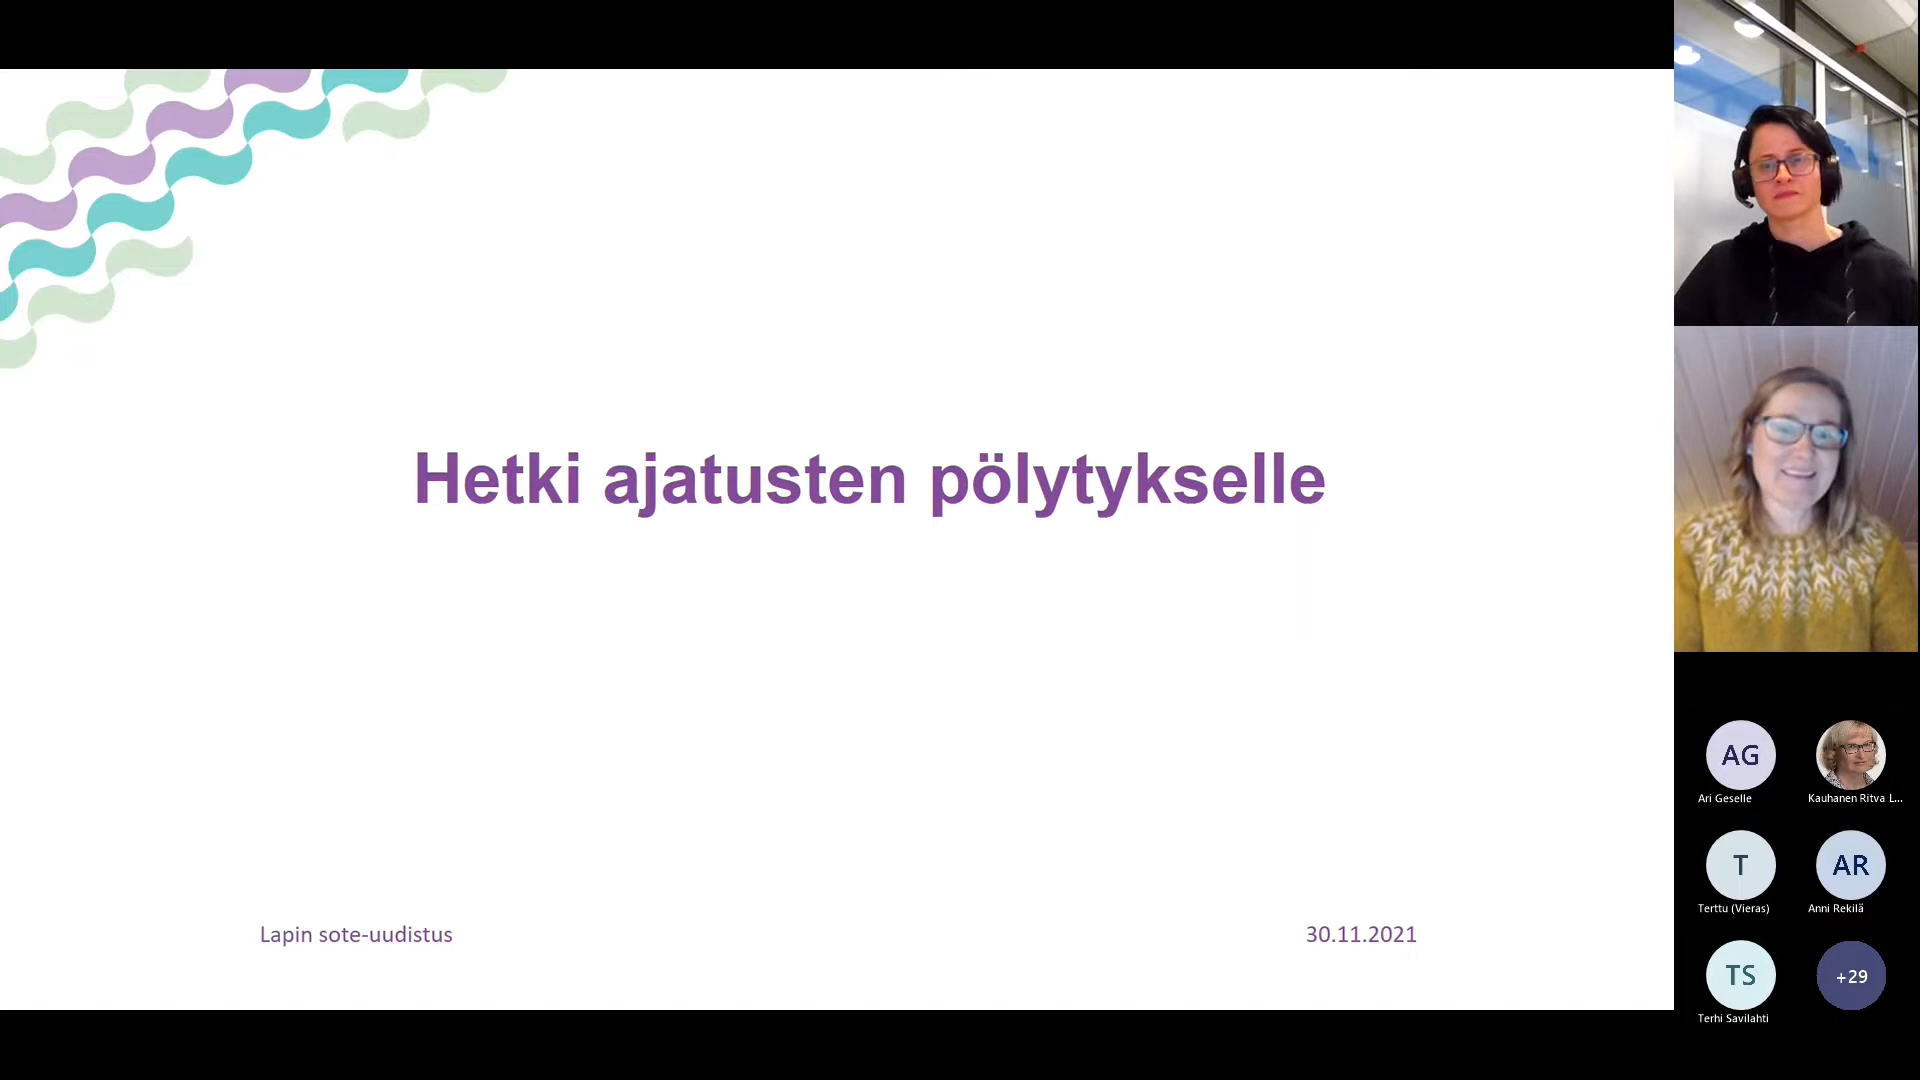 Hetki ajatusten pölytykselle
Lapin sote-uudistus
30.11.2021
AG
Ari Geselle
Kauhanen Ritva L...
T
Terttu (Vieras)
AR
Anni Rekilä
TS
Terhi Savilahti
+29